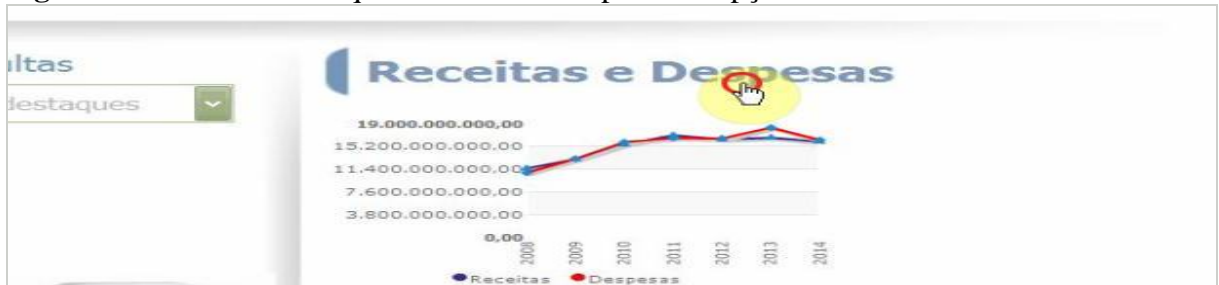 ultas
destaques
Receitas e Despesas
19.000.000.000,00
15.200.000.000,00
11.400.000.000,00
7.600.000.000,00
3.800.000.000,00
0,00
2008 2009 2010 2011 2012 2013 2014
Receitas Despesas